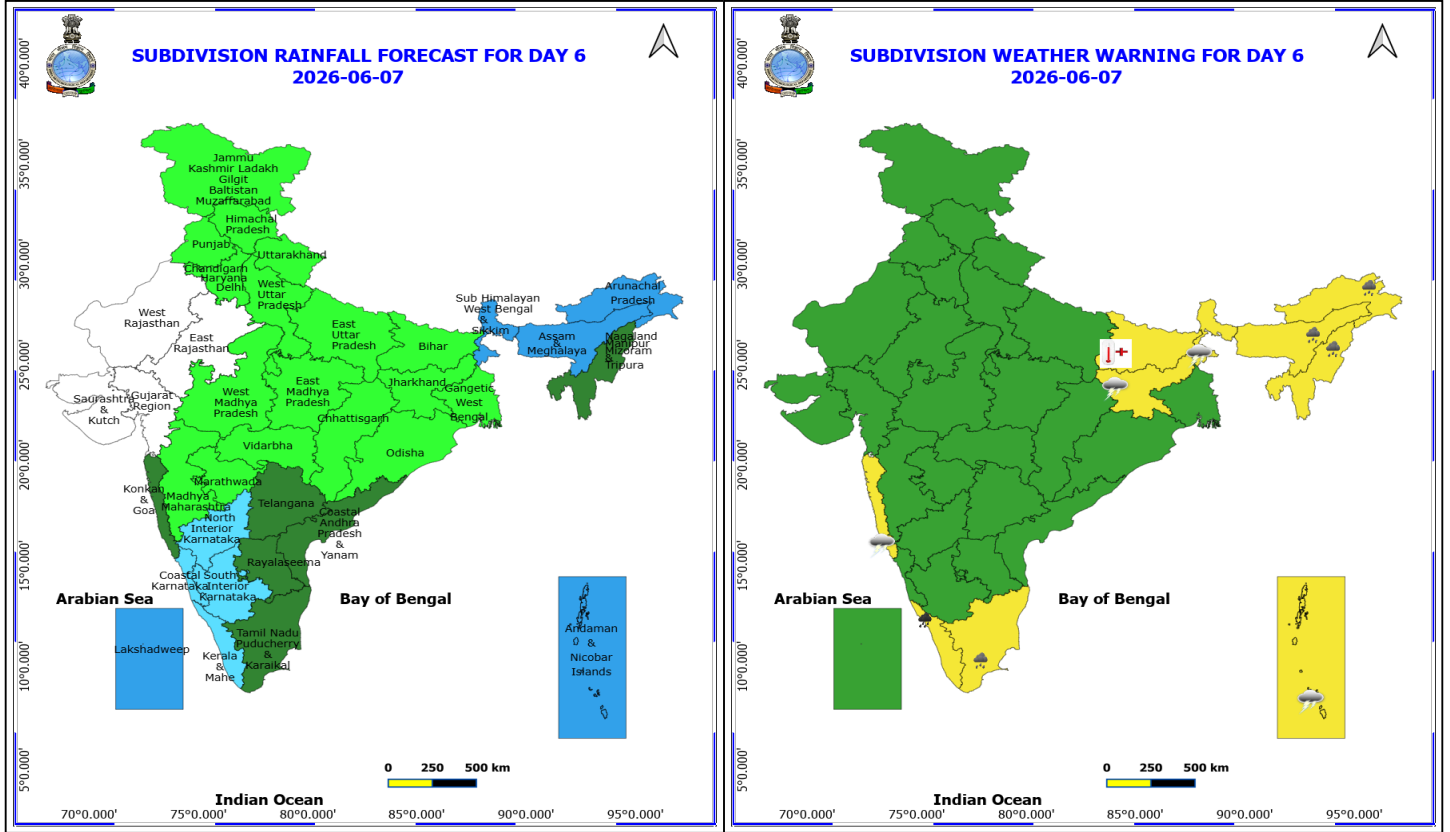 SUBDIVISION RAINFALL FORECAST FOR DAY 6
2026-06-07
40°0.000'
35°0.000'
30°0.000'
25°0.000'
20°0.000'
15°0.000'
10°0.000'
5°0.000'
Jammu
Kashmir Ladakh
Gilgit
Baltistan
Muzaffarabad
Himachal
Pradesh
Punjab
Uttarakhand
Chandigarh
Haryana
Delhi
West
Uttar
Pradesh
West
Rajasthan
East
Rajasthan
East
Uttar
Pradesh
Bihar
Sub Himalayan
West Bengal
&
Sikkim
Arunachal
Pradesh
Assam
&
Meghalaya
Nagaland
Manipur
Mizoram
&
Tripura
Saurashtra
&
Kutch
Gujarat
Region
West
Madhya
Pradesh
East
Madhya
Pradesh
Jharkhand
Gangetic
West
Bengal
Chhattisgarh
Vidarbha
Odisha
Konkan
&
Goa
Madhya
Maharashtra
Marathwada
Telangana
North
Interior
Karnataka
Coastal
Andhra
Pradesh
&
Yanam
Rayalaseema
Coastal
Karnataka
South
Interior
Karnataka
Arabian Sea
Bay of Bengal
Lakshadweep
Kerala
&
Mahe
Tamil Nadu
Puducherry
&
Karaikal
Andaman
&
Nicobar
Islands
0 250 500 km
Indian Ocean
70°0.000' 75°0.000' 80°0.000' 85°0.000' 90°0.000' 95°0.000'
SUBDIVISION WEATHER WARNING FOR DAY 6
2026-06-07
40°0.000'
35°0.000'
30°0.000'
25°0.000'
20°0.000'
15°0.000'
10°0.000'
5°0.000'
Arabian Sea
Bay of Bengal
0 250 500 km
Indian Ocean
70°0.000' 75°0.000' 80°0.000' 85°0.000' 90°0.000' 95°0.000'